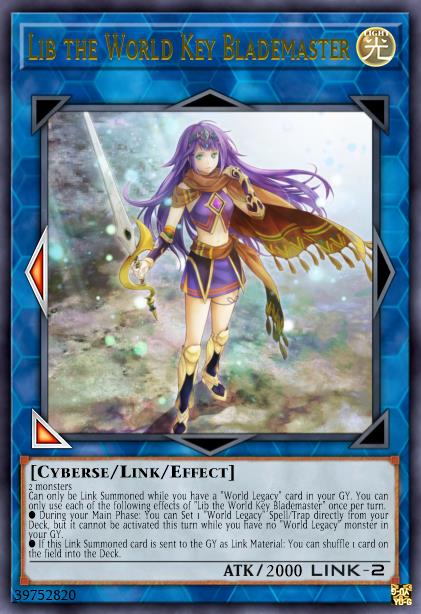 Lib the World Key Blademaster
LIGHT
光
[Cyberse/Link/Effect]
2 monsters
Can only be Link Summoned while you have a "World Legacy" card in your GY. You can
only use each of the following effects of "Lib the World Key Blademaster" once per turn.
● During your Main Phase: You can Set 1 "World Legacy" Spell/Trap directly from your
Deck, but it cannot be activated this turn while you have no "World Legacy" monster in
your GY.
● If this Link Summoned card is sent to the GY as Link Material: You can shuffle 1 card on
the field into the Deck.
ATK/2000 LINK-2
39752820